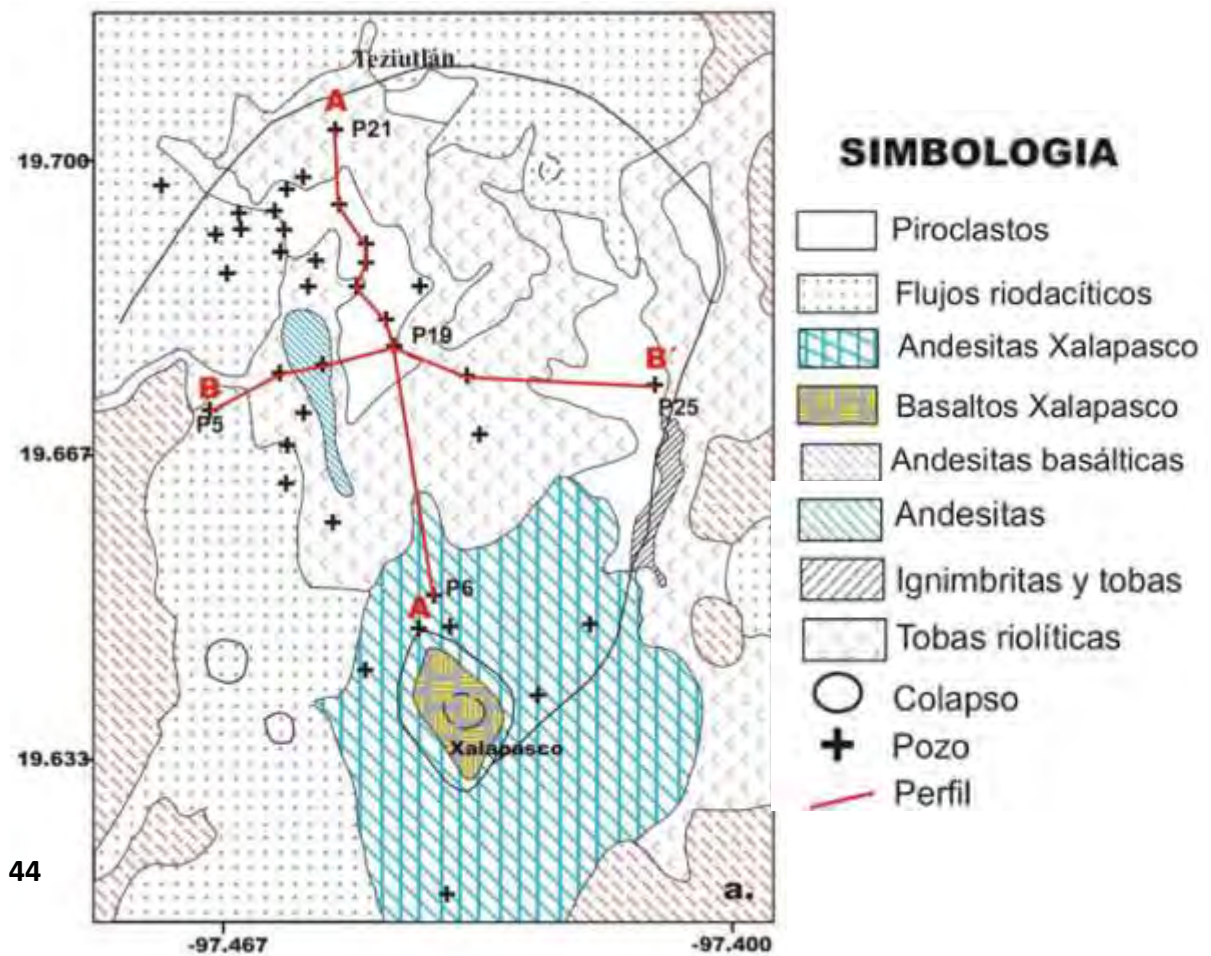 Teziutlán
A
P21
19.700
P19
B
B´
P5
P25
19.667
P6
A
Xalapasco
19.633
44
a.
-97.467
-97.400
SIMBOLOGIA
Piroclastos
Flujos riodacíticos
Andesitas Xalapasco
Basaltos Xalapasco
Andesitas basálticas
Andesitas
Ignimbritas y tobas
Tobas riolíticas
Colapso
Pozo
Perfil